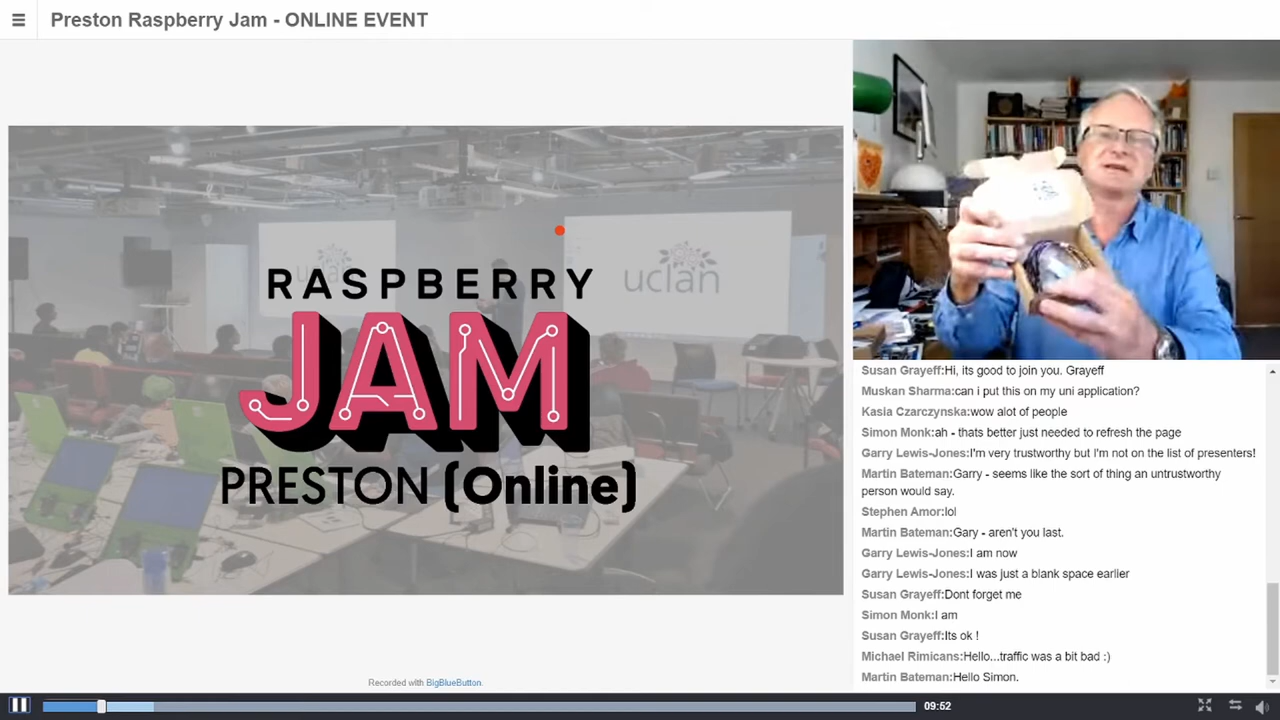 Preston Raspberry Jam - ONLINE EVENT
uclan
RASPBERRY
JAM
PRESTON (Online)
Susan Grayeff:Hi, its good to join you. Grayeff
Muskan Sharma:can i put this on my uni application?
Kasia Czarczynska:wow alot of people
Simon Monk:ah - thats better just needed to refresh the page
Garry Lewis-Jones:I'm very trustworthy but I'm not on the list of presenters!
Martin Bateman:Garry - seems like the sort of thing an untrustworthy
person would say.
Stephen Amor:lol
Martin Bateman:Gary - aren't you last.
Garry Lewis-Jones:I am now
Garry Lewis-Jones:I was just a blank space earlier
Susan Grayeff:Dont forget me
Simon Monk:I am
Susan Grayeff:Its ok !
Michael Rimicans:Hello...traffic was a bit bad :)
Martin Bateman:Hello Simon.
Recorded with BigBlueButton.
09:52